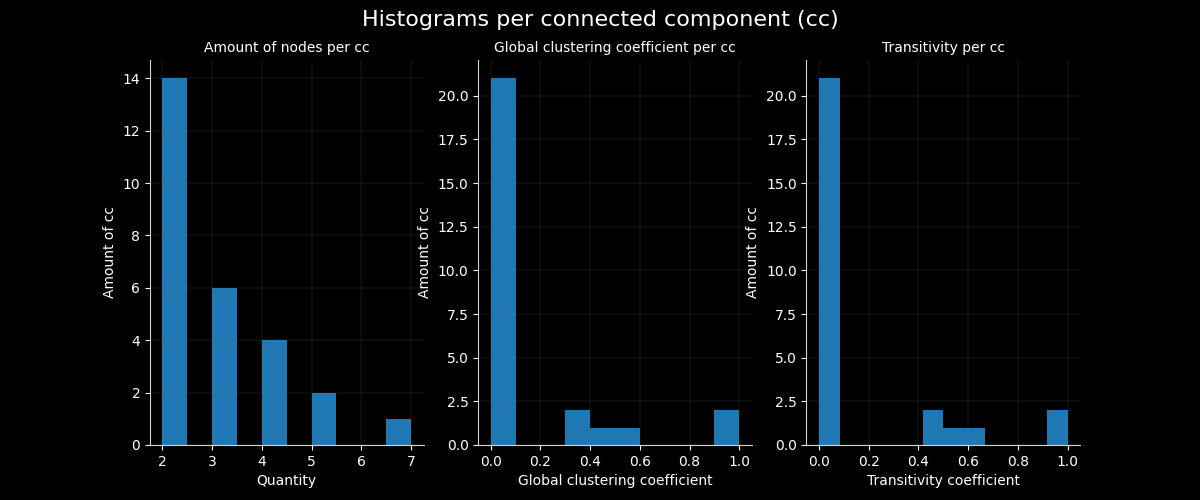 Histograms per connected component (cc)
Amount of nodes per cc
Amount of cc
14
12
10
8
6
4
2
0
2 3 4 5 6 7
Quantity
Global clustering coefficient per cc
Amount of cc
20.0
17.5
15.0
12.5
10.0
7.5
5.0
2.5
0.0
0.0 0.2 0.4 0.6 0.8 1.0
Global clustering coefficient
Transitivity per cc
Amount of cc
20.0
17.5
15.0
12.5
10.0
7.5
5.0
2.5
0.0
0.0 0.2 0.4 0.6 0.8 1.0
Transitivity coefficient